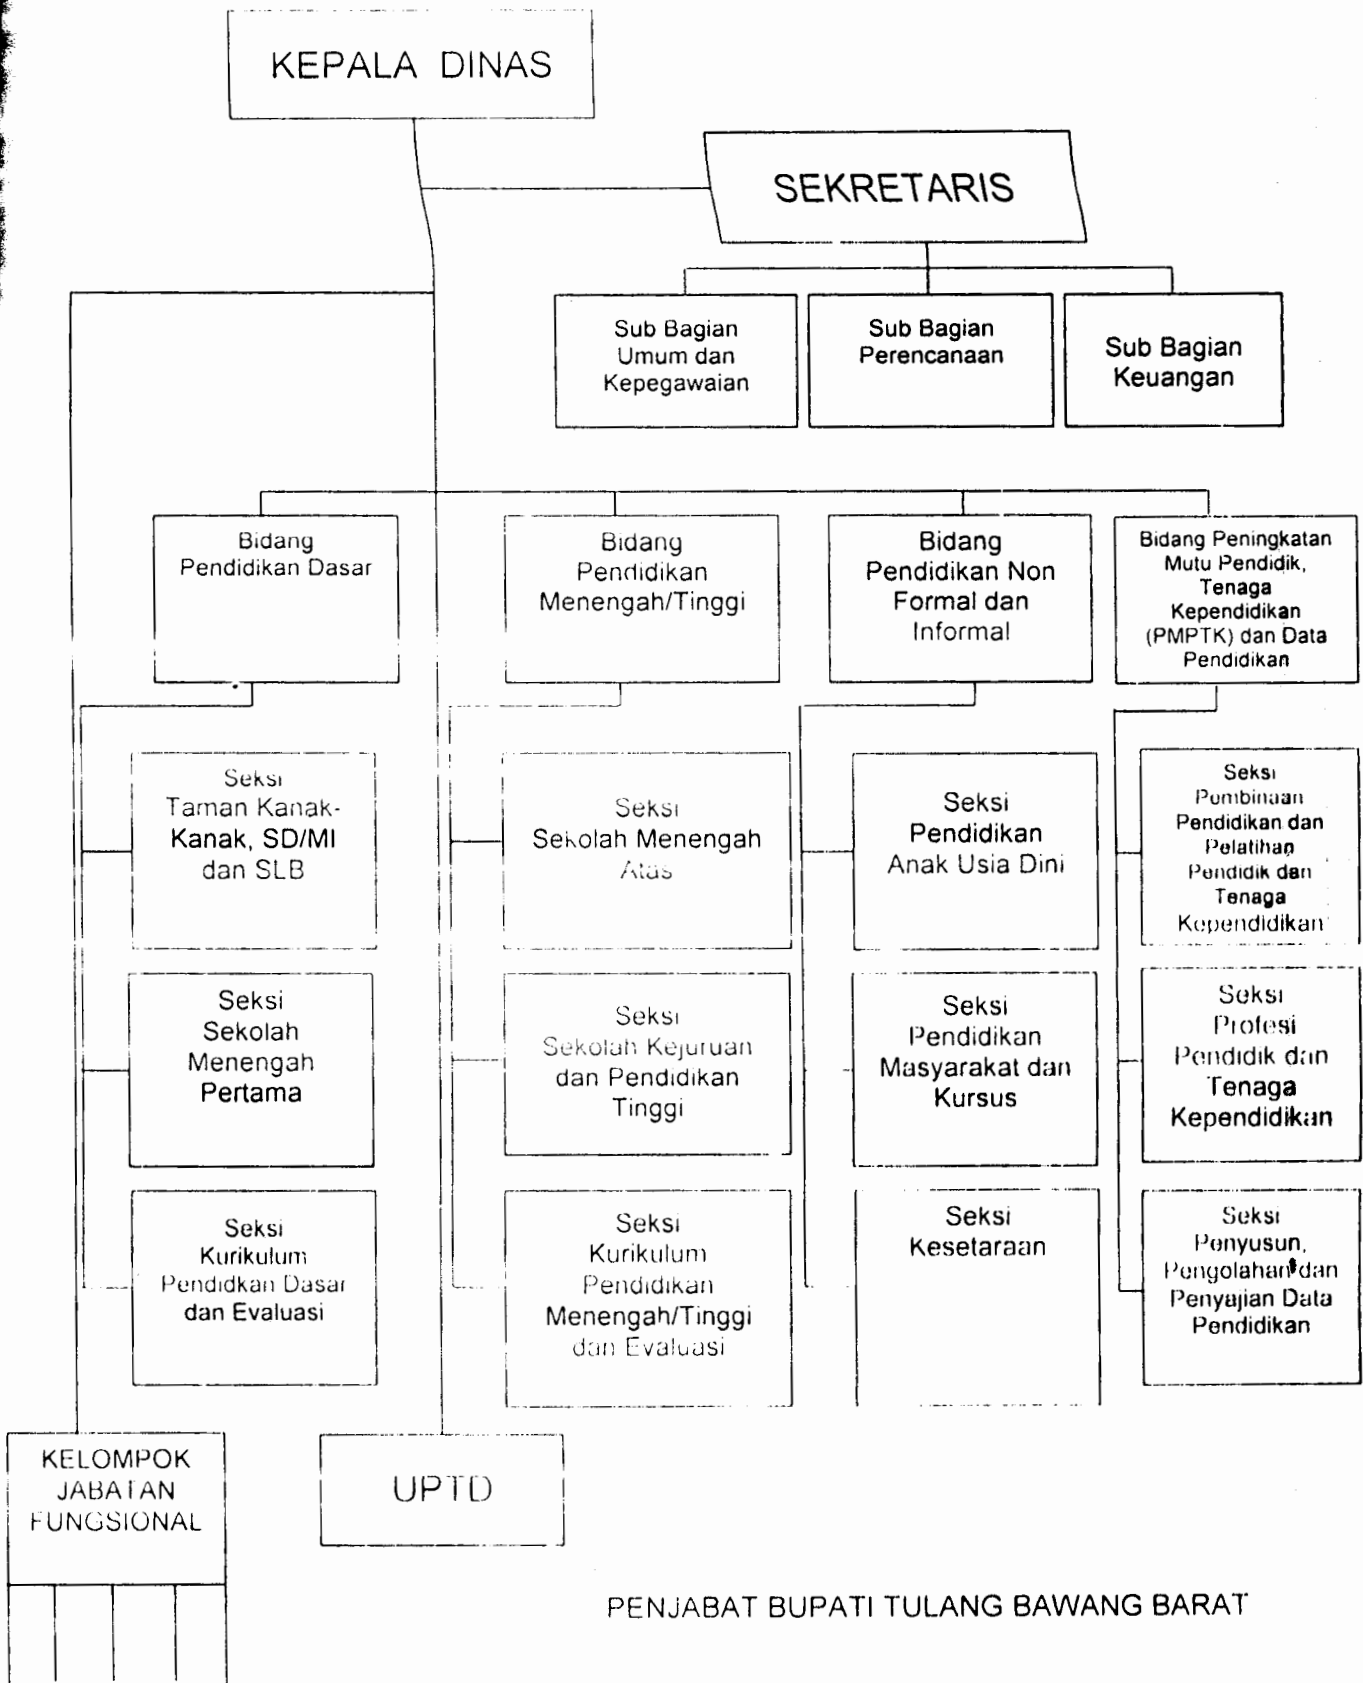 KEPALA DINAS
SEKRETARIS
Sub Bagian
Umum dan
Kepegawaian
Sub Bagian
Perencanaan
Sub Bagian
Keuangan
Bidang
Pendidikan Dasar
Bidang
Pendidikan
Menengah/Tinggi
Bidang
Pendidikan Non
Formal dan
Informal
Bidang Peningkatan
Mutu Pendidik,
Tenaga
Kependidikan
(PMPTK) dan Data
Pendidikan
Seksi
Taman Kanak-
Kanak, SD/MI
dan SLB
Seksi
Sekolah Menengah
Atas
Seksi
Pendidikan
Anak Usia Dini
Seksi
Pembinaan
Pendidikan dan
Pelatihan
Pendidik dan
Tenaga
Kependidikan
Seksi
Sekolah
Menengah
Pertama
Seksi
Sekolah Kejuruan
dan Pendidikan
Tinggi
Seksi
Pendidikan
Masyarakat dan
Kursus
Seksi
Profesi
Pendidik dan
Tenaga
Kependidikan
Seksi
Kurikulum
Pendidkan Dasar
dan Evaluasi
Seksi
Kurikulum
Pendidikan
Menengah/Tinggi
dan Evaluasi
Seksi
Kesetaraan
Seksi
Penyusun,
Pengolahan dan
Penyajian Data
Pendidikan
KELOMPOK
JABATAN
FUNGSIONAL
UPTD
PENJABAT BUPATI TULANG BAWANG BARAT